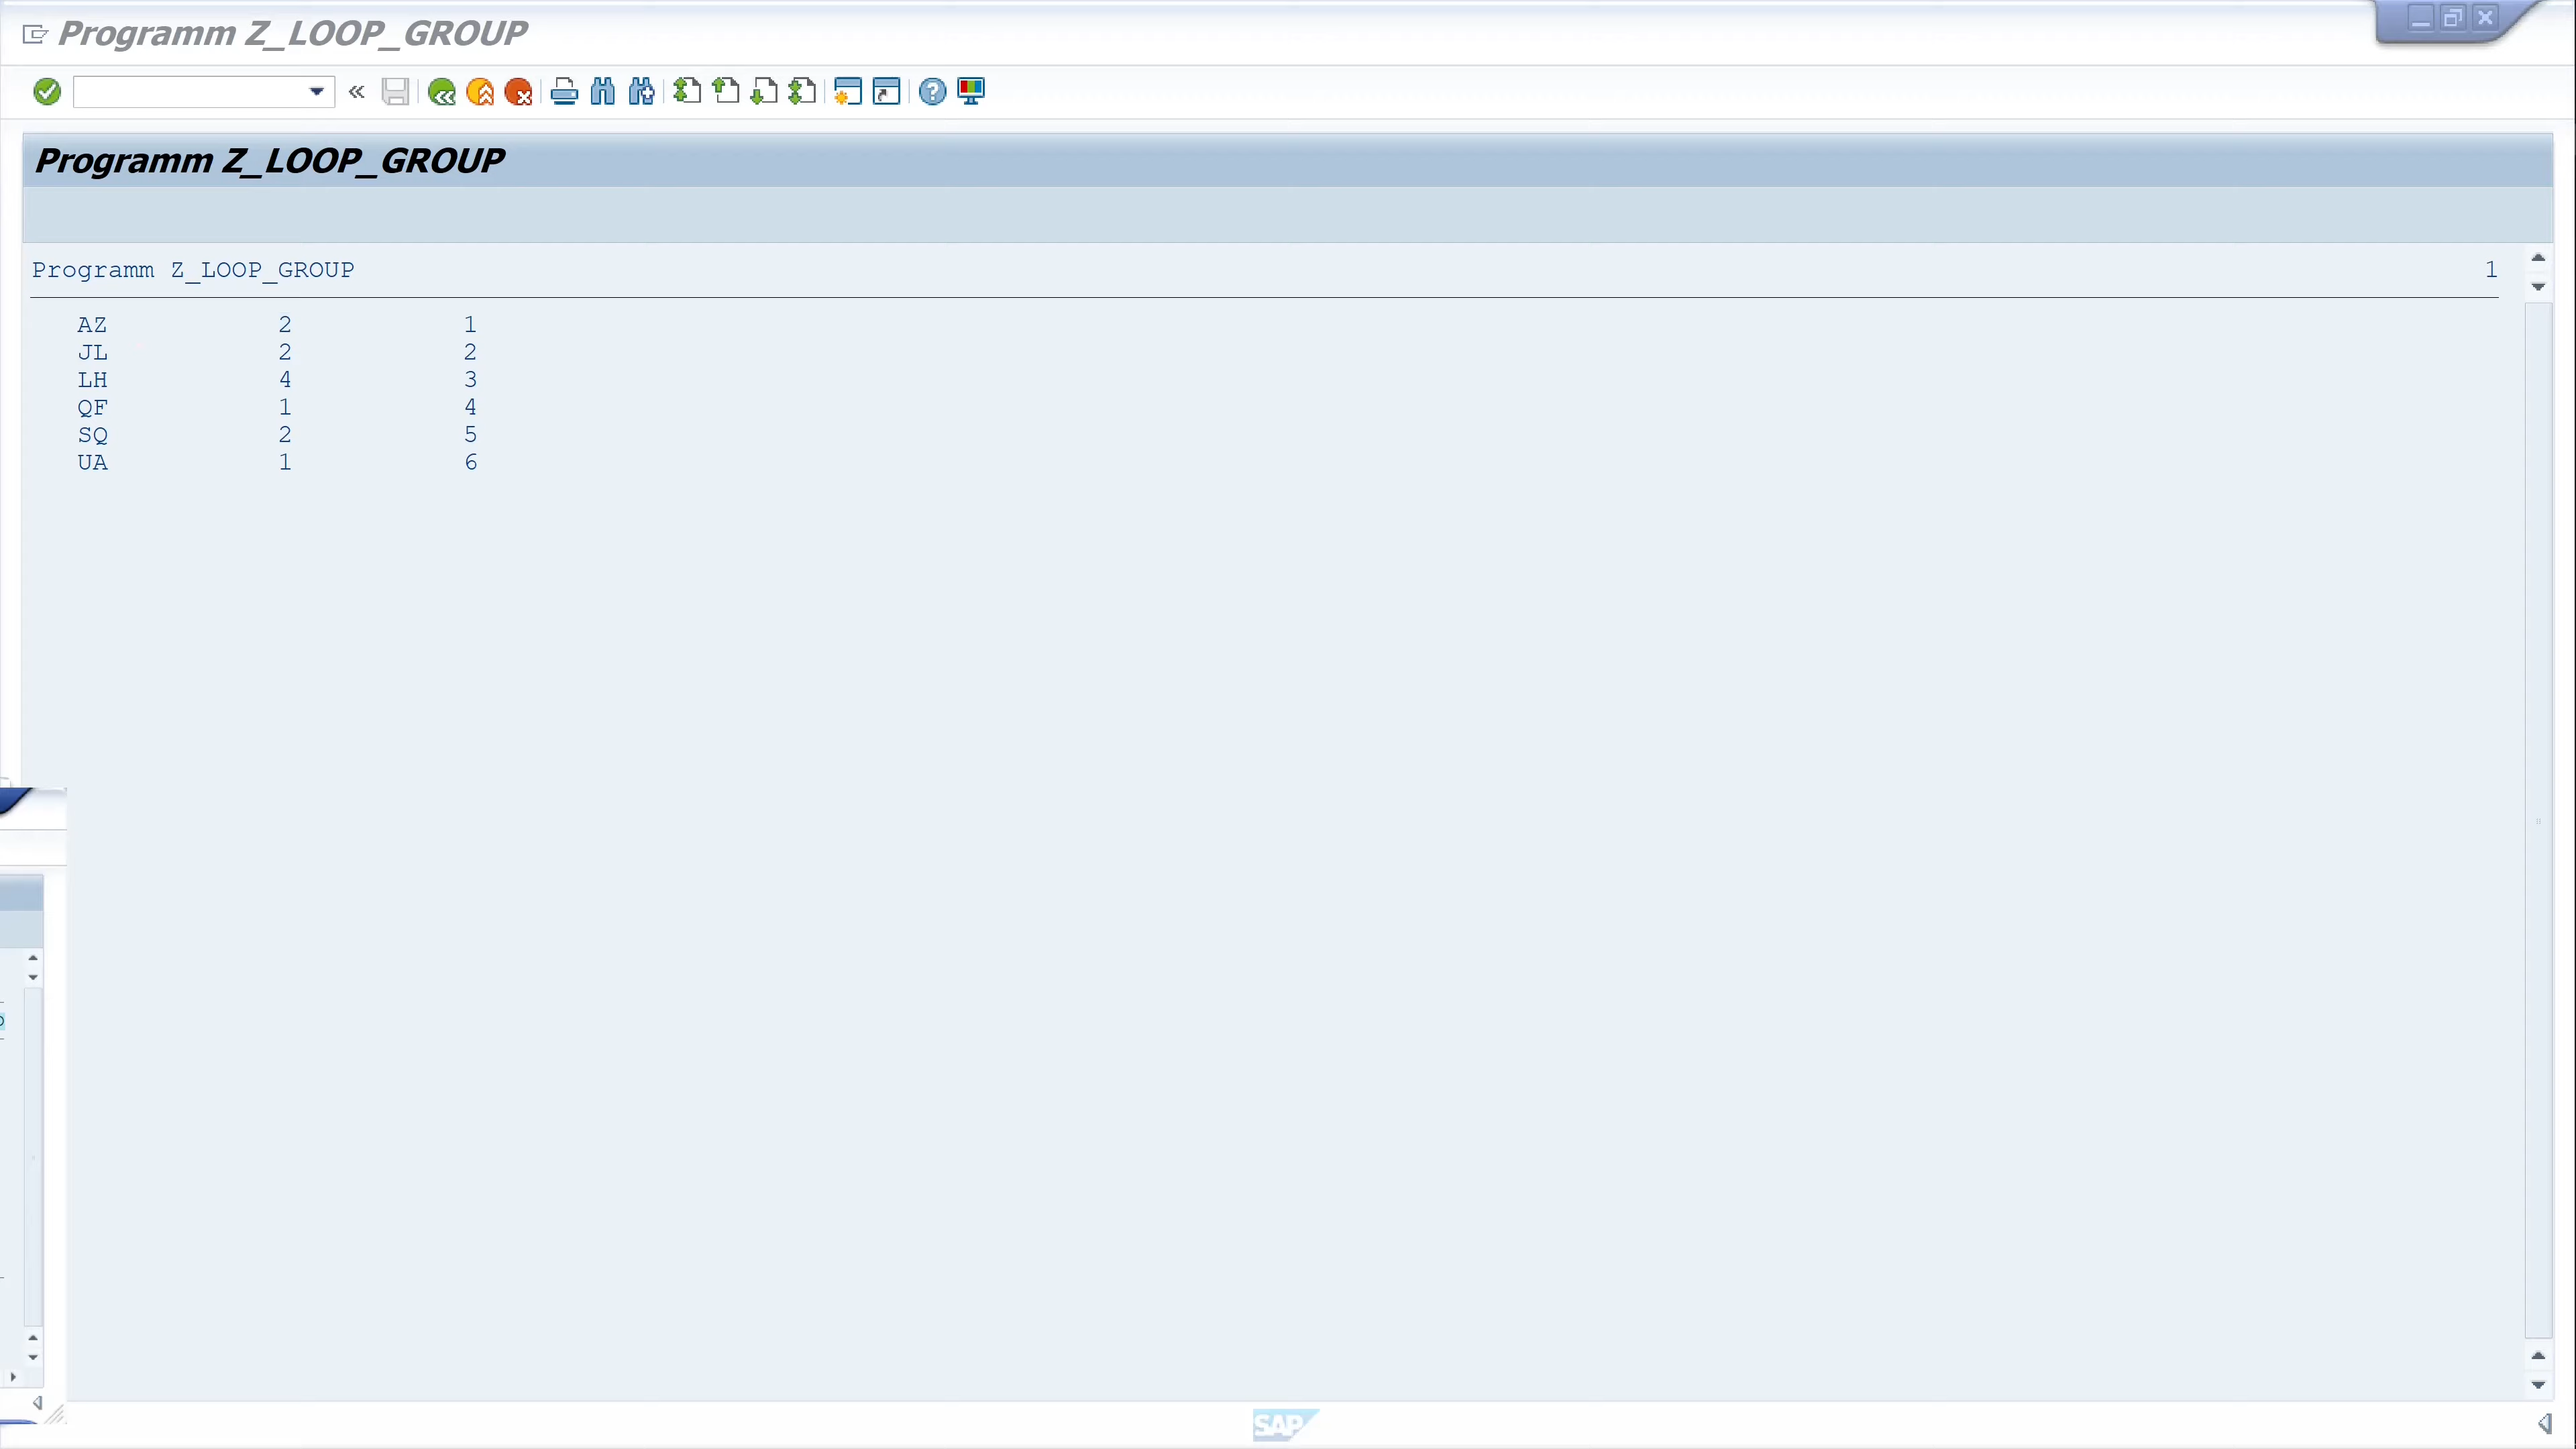 Programm Z_LOOP_GROUP
Programm Z_LOOP_GROUP
Programm Z_LOOP_GROUP 1
AZ 2 1
JL 2 2
LH 4 3
QF 1 4
SQ 2 5
UA 1 6
SAP